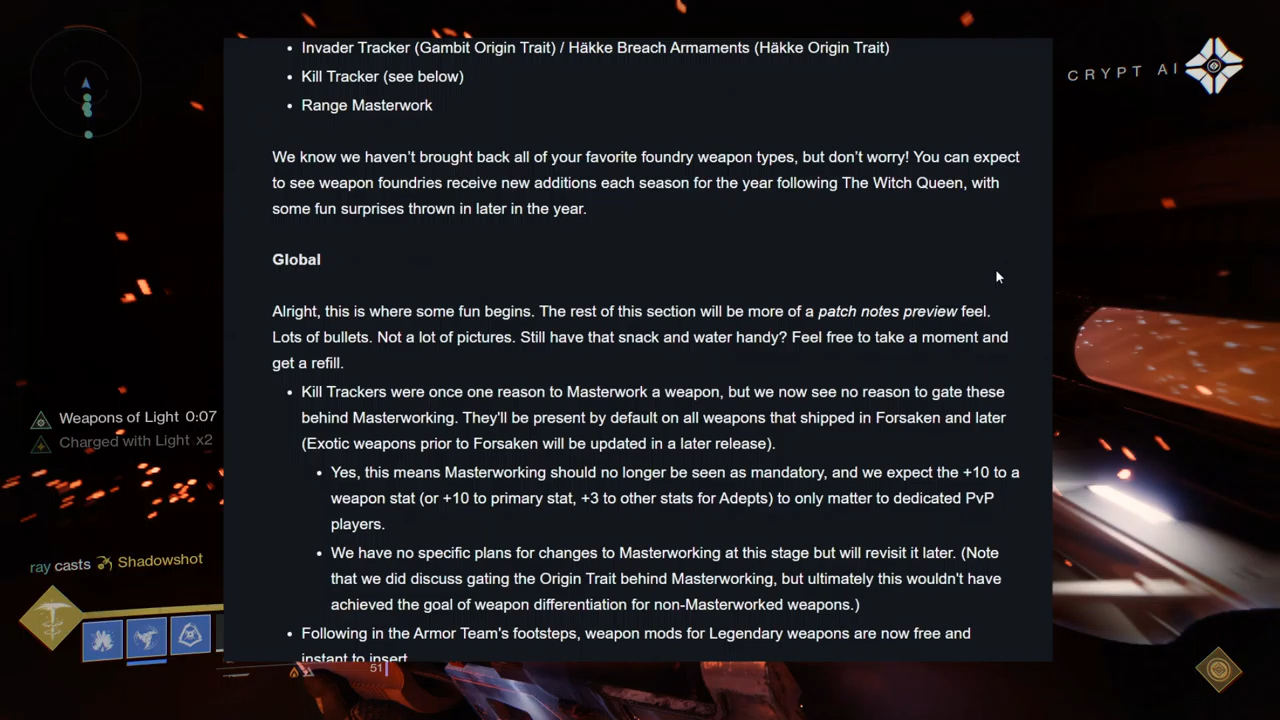 Invader Tracker (Gambit Origin Trait) / Häkke Breach Armaments (Häkke Origin Trait)
Kill Tracker (see below)
Range Masterwork
CRYPT AI
We know we haven't brought back all of your favorite foundry weapon types, but don't worry! You can expect
to see weapon foundries receive new additions each season for the year following The Witch Queen, with
some fun surprises thrown in later in the year.
Global
Alright, this is where some fun begins. The rest of this section will be more of a patch notes preview feel.
Lots of bullets. Not a lot of pictures. Still have that snack and water handy? Feel free to take a moment and
get a refill.
Kill Trackers were once one reason to Masterwork a weapon, but we now see no reason to gate these
behind Masterworking. They'll be present by default on all weapons that shipped in Forsaken and later
(Exotic weapons prior to Forsaken will be updated in a later release).
Yes, this means Masterworking should no longer be seen as mandatory, and we expect the +10 to a
weapon stat (or +10 to primary stat, +3 to other stats for Adepts) to only matter to dedicated PvP
players.
We have no specific plans for changes to Masterworking at this stage but will revisit it later. (Note
that we did discuss gating the Origin Trait behind Masterworking, but ultimately this wouldn't have
achieved the goal of weapon differentiation for non-Masterworked weapons.)
Following in the Armor Team's footsteps, weapon mods for Legendary weapons are now free and
instant to insert.
Weapons of Light 0:07
Charged with Light x2
ray casts Shadowshot
51